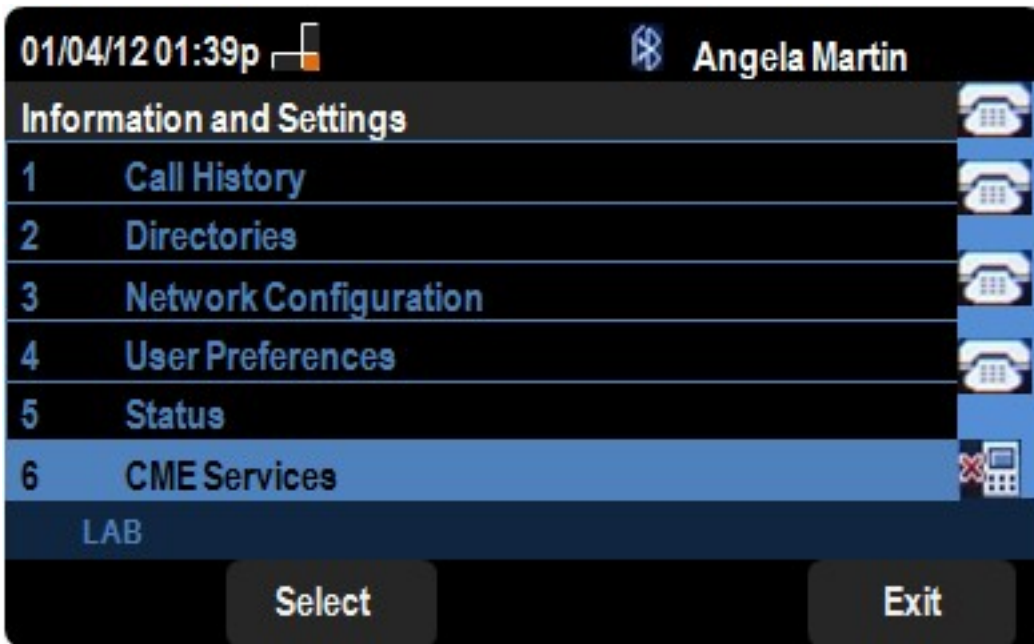 01/04/12 01:39p Angela Martin
Information and Settings
1 Call History
2 Directories
3 Network Configuration
4 User Preferences
5 Status
6 CME Services
LAB
Select Exit